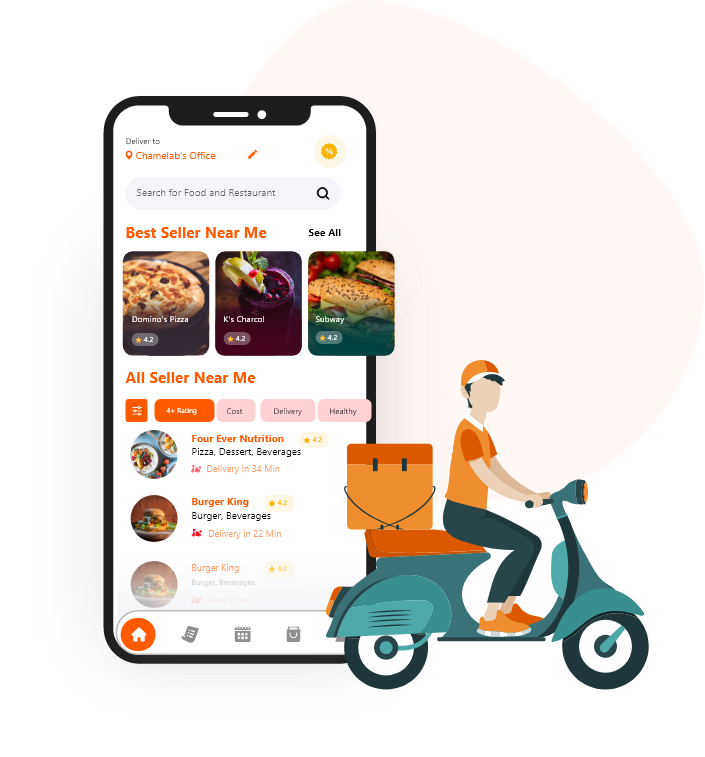 Deliver to
Chamelab's Office
%
Search for Food and Restaurant
Best Seller Near Me
See All
Domino's Pizza
4.2
K's Charcol
4.2
Subway
4.2
All Seller Near Me
4+ Rating
Cost
Delivery
Healthy
Four Ever Nutrition
4.2
Pizza, Dessert, Beverages
Delivery in 34 Min
Burger King
4.2
Burger, Beverages
Delivery in 22 Min
Burger King
4.2
Burger, Beverages